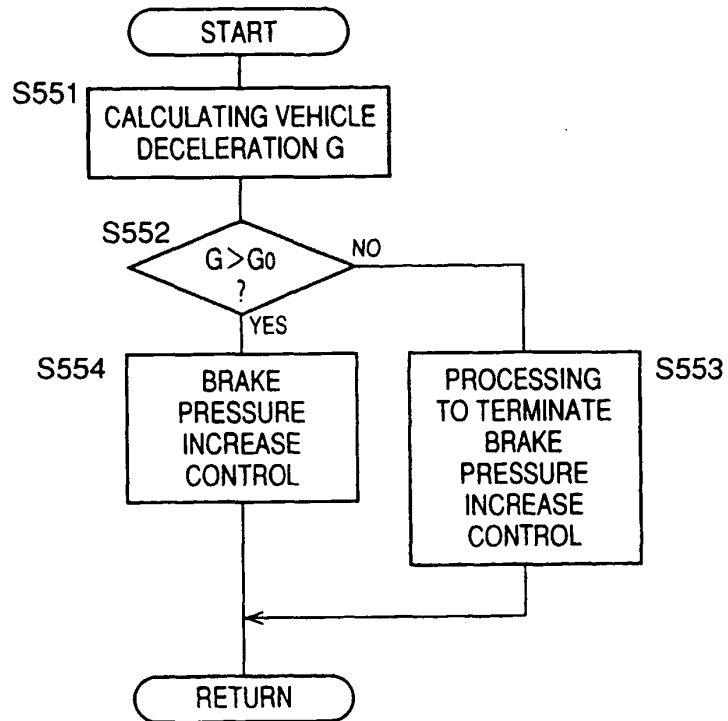 START
S551
CALCULATING VEHICLE
DECELERATION G
S552
G>G0
?
NO
YES
S554
BRAKE
PRESSURE
INCREASE
CONTROL
S553
PROCESSING
TO TERMINATE
BRAKE
PRESSURE
INCREASE
CONTROL
RETURN